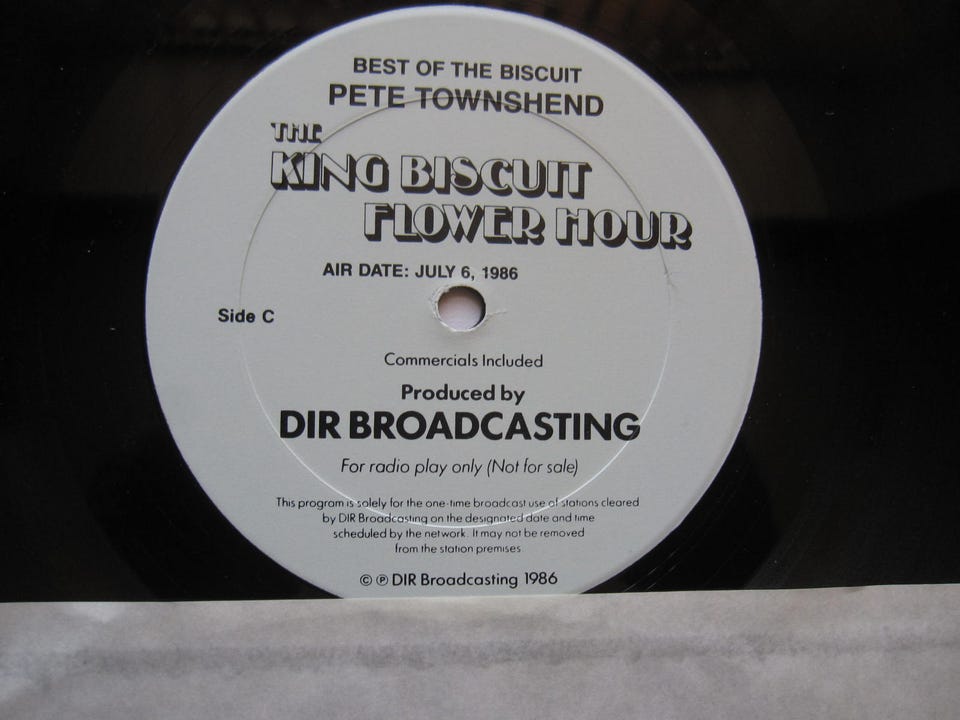 BEST OF THE BISCUIT
PETE TOWNSHEND
THE
KING BISCUIT
FLOWER HOUR
AIR DATE: JULY 6, 1986
Side C
Commercials Included
Produced by
DIR BROADCASTING
For radio play only (Not for sale)
This program is solely for the one-time broadcast use of stations cleared
by DIR Broadcasting on the designated date and time
scheduled by the network. It may not be removed
from the station premises
© ℗ DIR Broadcasting 1986